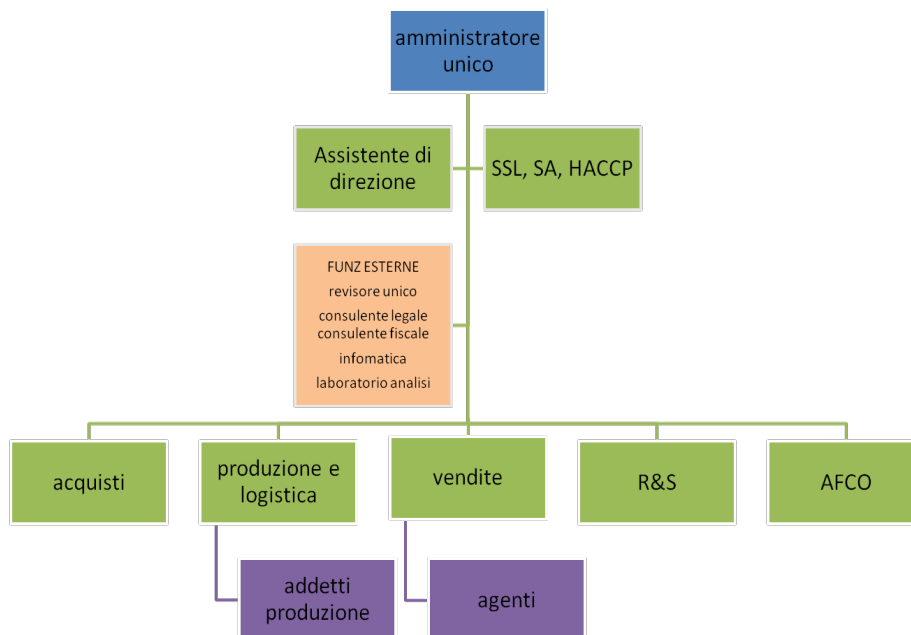 amministratore
unico
Assistente di
direzione
SSL, SA, HACCP
FUNZ ESTERNE
revisore unico
consulente legale
consulente fiscale
infomatica
laboratorio analisi
acquisti
produzione e
logistica
vendite
R&S
AFCO
addetti
produzione
agenti